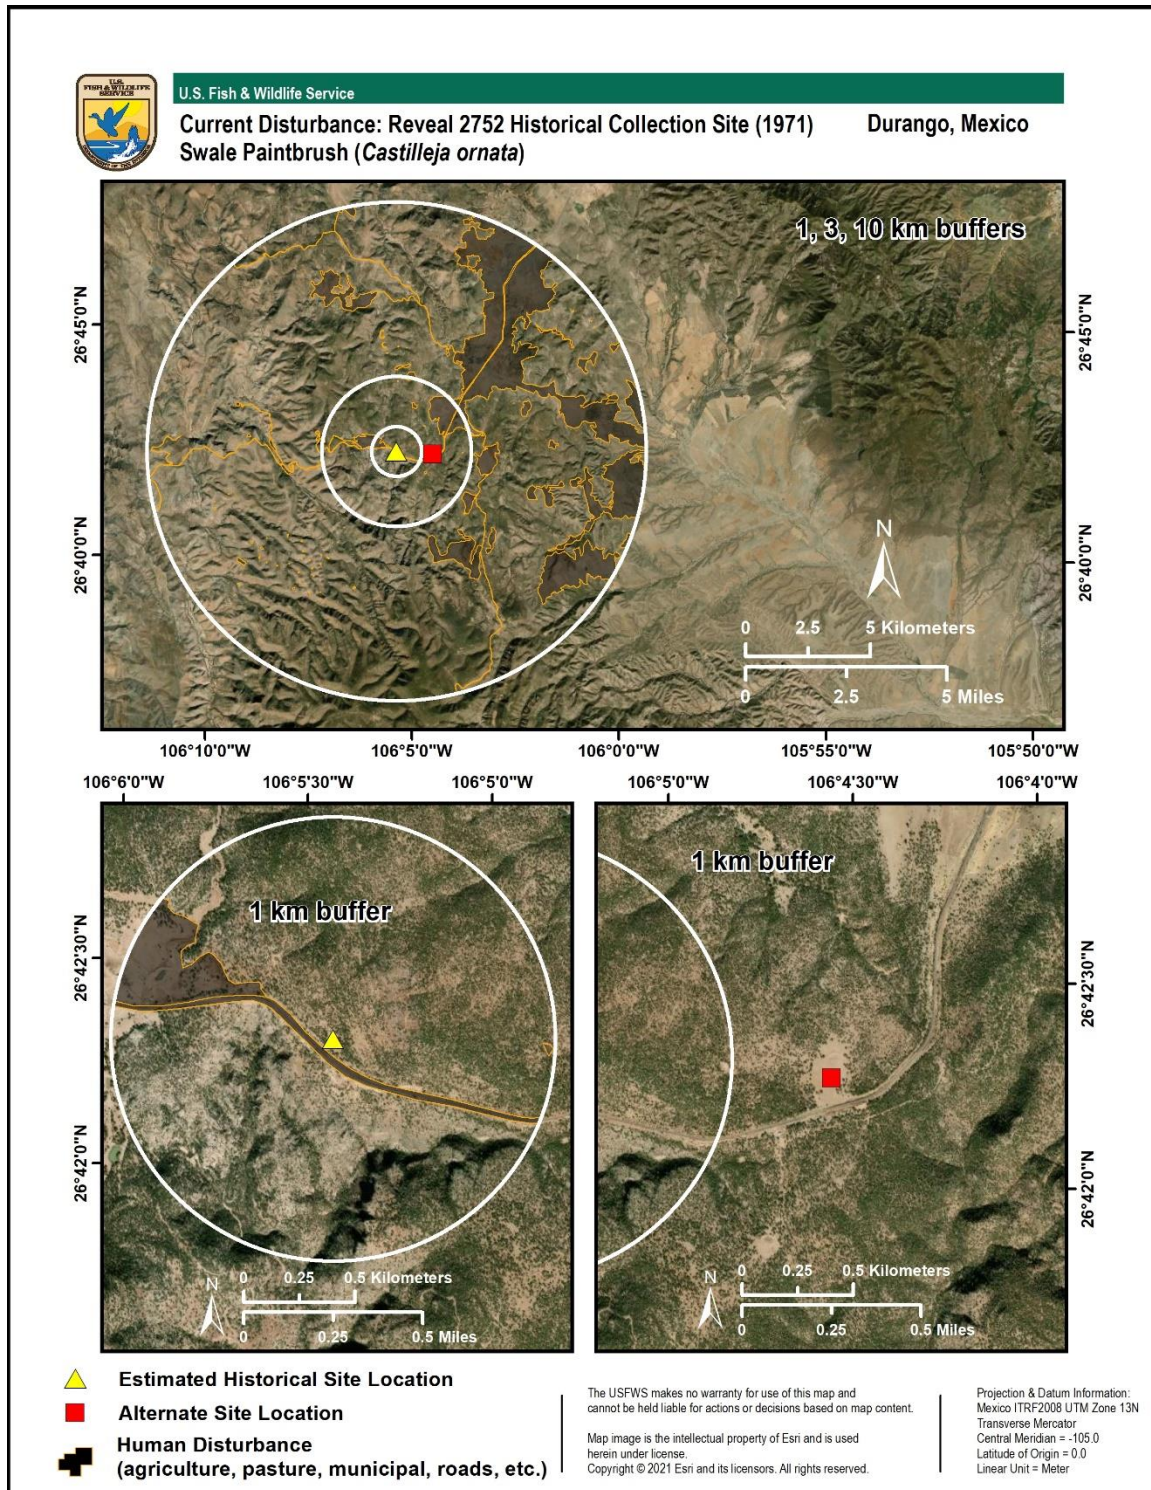 U.S.
FISH & WILDLIFE
SERVICE
DEPARTMENT OF THE INTERIOR
U.S. Fish & Wildlife Service
Current Disturbance: Reveal 2752 Historical Collection Site (1971) Durango, Mexico
Swale Paintbrush (Castilleja ornata)
1, 3, 10 km buffers
26°45'0"N
26°45'0"N
26°40'0"N
26°40'0"N
N
0 2.5 5 Kilometers
0 2.5 5 Miles
106°10'0"W 106°5'0"W 106°0'0"W 105°55'0"W 105°50'0"W
106°6'0"W 106°5'30"W 106°5'0"W
1 km buffer
26°42'30"N
26°42'0"N
N
0 0.25 0.5 Kilometers
0 0.25 0.5 Miles
106°5'0"W 106°4'30"W 106°4'0"W
1 km buffer
26°42'30"N
26°42'0"N
N
0 0.25 0.5 Kilometers
0 0.25 0.5 Miles
Estimated Historical Site Location
Alternate Site Location
Human Disturbance
(agriculture, pasture, municipal, roads, etc.)
The USFWS makes no warranty for use of this map and
cannot be held liable for actions or decisions based on map content.
Map image is the intellectual property of Esri and is used
herein under license.
Copyright © 2021 Esri and its licensors. All rights reserved.
Projection & Datum Information:
Mexico ITRF2008 UTM Zone 13N
Transverse Mercator
Central Meridian = -105.0
Latitude of Origin = 0.0
Linear Unit = Meter